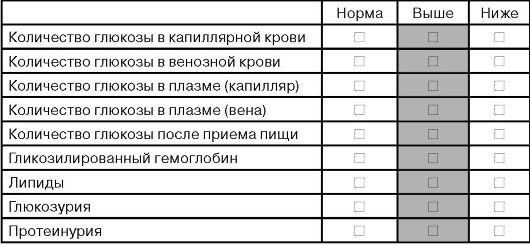 Норма Выше Ниже
Количество глюкозы в капиллярной крови
Количество глюкозы в венозной крови
Количество глюкозы в плазме (капилляр)
Количество глюкозы в плазме (вена)
Количество глюкозы после приема пищи
Гликозилированный гемоглобин
Липиды
Глюкозурия
Протеинурия